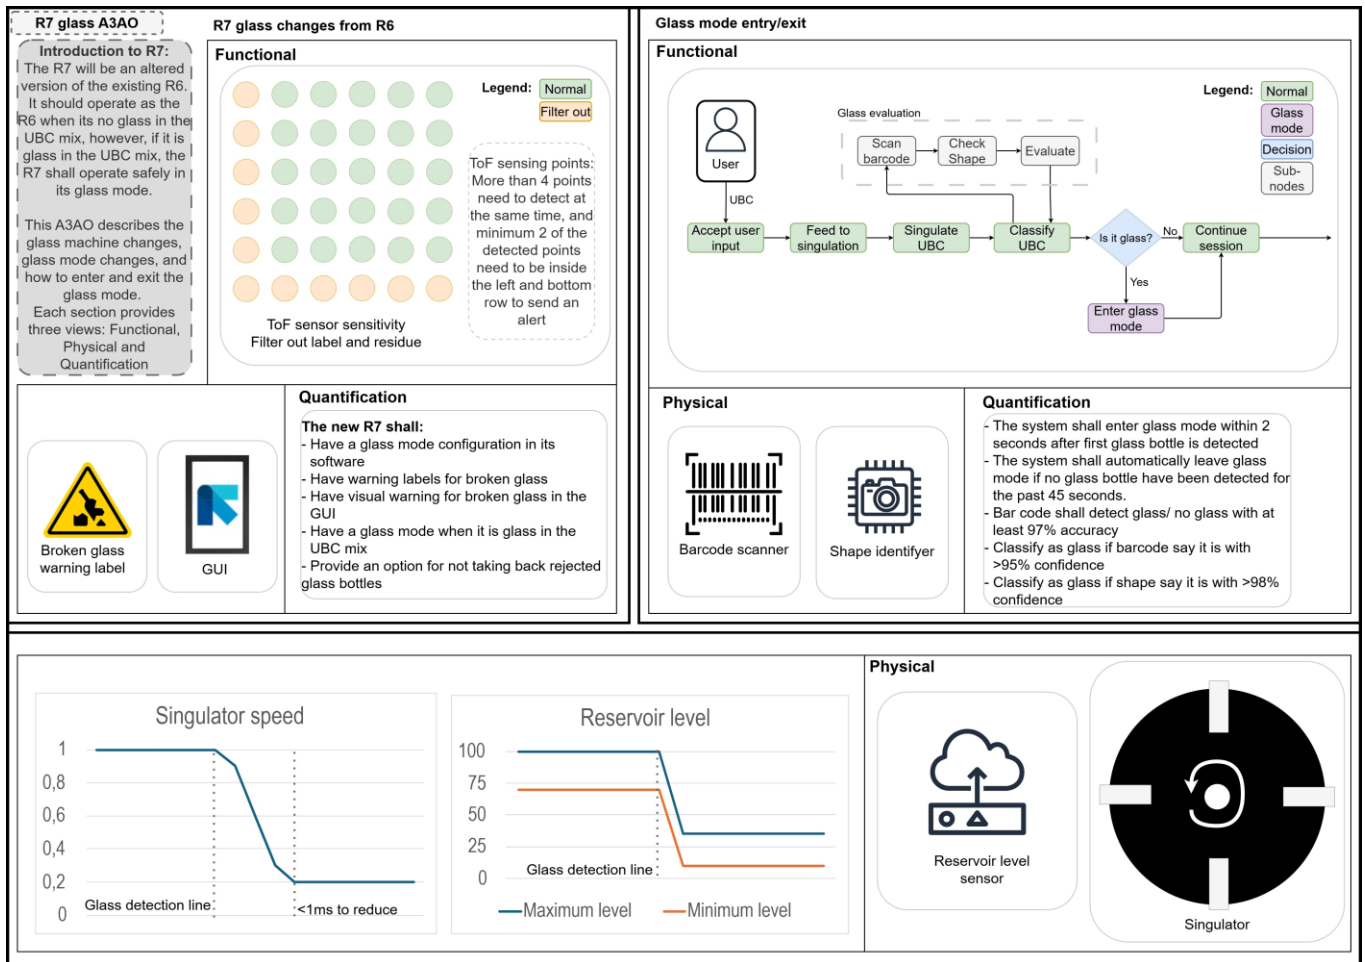 R7 glass A3AO
Introduction to R7:
The R7 will be an altered
version of the existing R6.
It should operate as the
R6 when its no glass in the
UBC mix, however, if it is
glass in the UBC mix, the
R7 shall operate safely in
its glass mode.
This A3AO describes the
glass machine changes,
glass mode changes, and
how to enter and exit the
glass mode.
Each section provides
three views: Functional,
Physical and
Quantification
R7 glass changes from R6
Functional
Legend:
Normal
Filter out
ToF sensing points:
More than 4 points
need to detect at
the same time, and
minimum 2 of the
detected points
need to be inside
the left and bottom
row to send an
alert
ToF sensor sensitivity
Filter out label and residue
Broken glass
warning label
GUI
Quantification
The new R7 shall:
- Have a glass mode configuration in its
software
- Have warning labels for broken glass
- Have visual warning for broken glass in the
GUI
- Have a glass mode when it is glass in the
UBC mix
- Provide an option for not taking back rejected
glass bottles
Glass mode entry/exit
Functional
Legend:
Normal
Glass
mode
Decision
Sub-
nodes
User
UBC
Glass evaluation
Scan
barcode
Check
Shape
Evaluate
Accept user
input
Feed to
singulation
Singulate
UBC
Classify
UBC
Is it glass?
No
Continue
session
Yes
Enter glass
mode
Physical
Barcode scanner
Shape identifyer
Quantification
- The system shall enter glass mode within 2
seconds after first glass bottle is detected
- The system shall automatically leave glass
mode if no glass bottle have been detected for
the past 45 seconds.
- Bar code shall detect glass/ no glass with at
least 97% accuracy
- Classify as glass if barcode say it is with
>95% confidence
- Classify as glass if shape say it is with >98%
confidence
Singulator speed
1
0,8
0,6
0,4
0,2
0
Glass detection line
<1ms to reduce
Reservoir level
100
75
50
25
0
Glass detection line
Maximum level
Minimum level
Physical
Reservoir level
sensor
Singulator